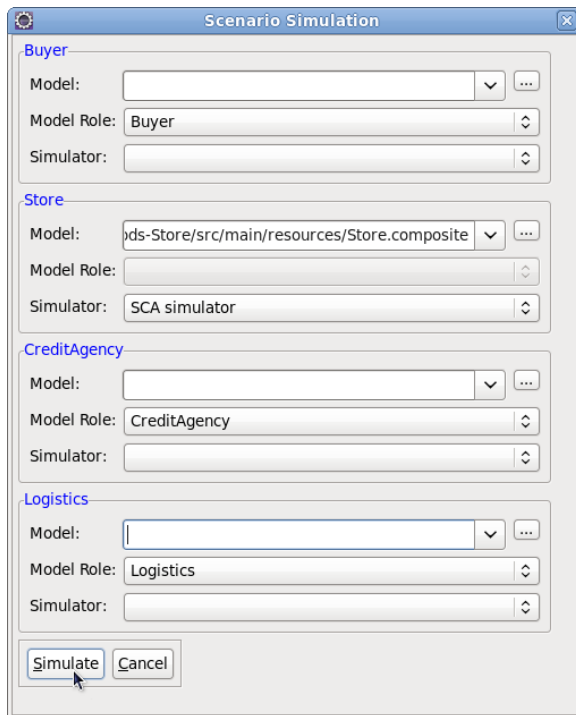 Scenario Simulation
Buyer
Model:
...
Model Role: Buyer
Simulator:
Store
Model: ods-Store/src/main/resources/Store.composite
...
Model Role:
Simulator: SCA simulator
CreditAgency
Model:
...
Model Role: CreditAgency
Simulator:
Logistics
Model:
...
Model Role: Logistics
Simulator:
Simulate Cancel